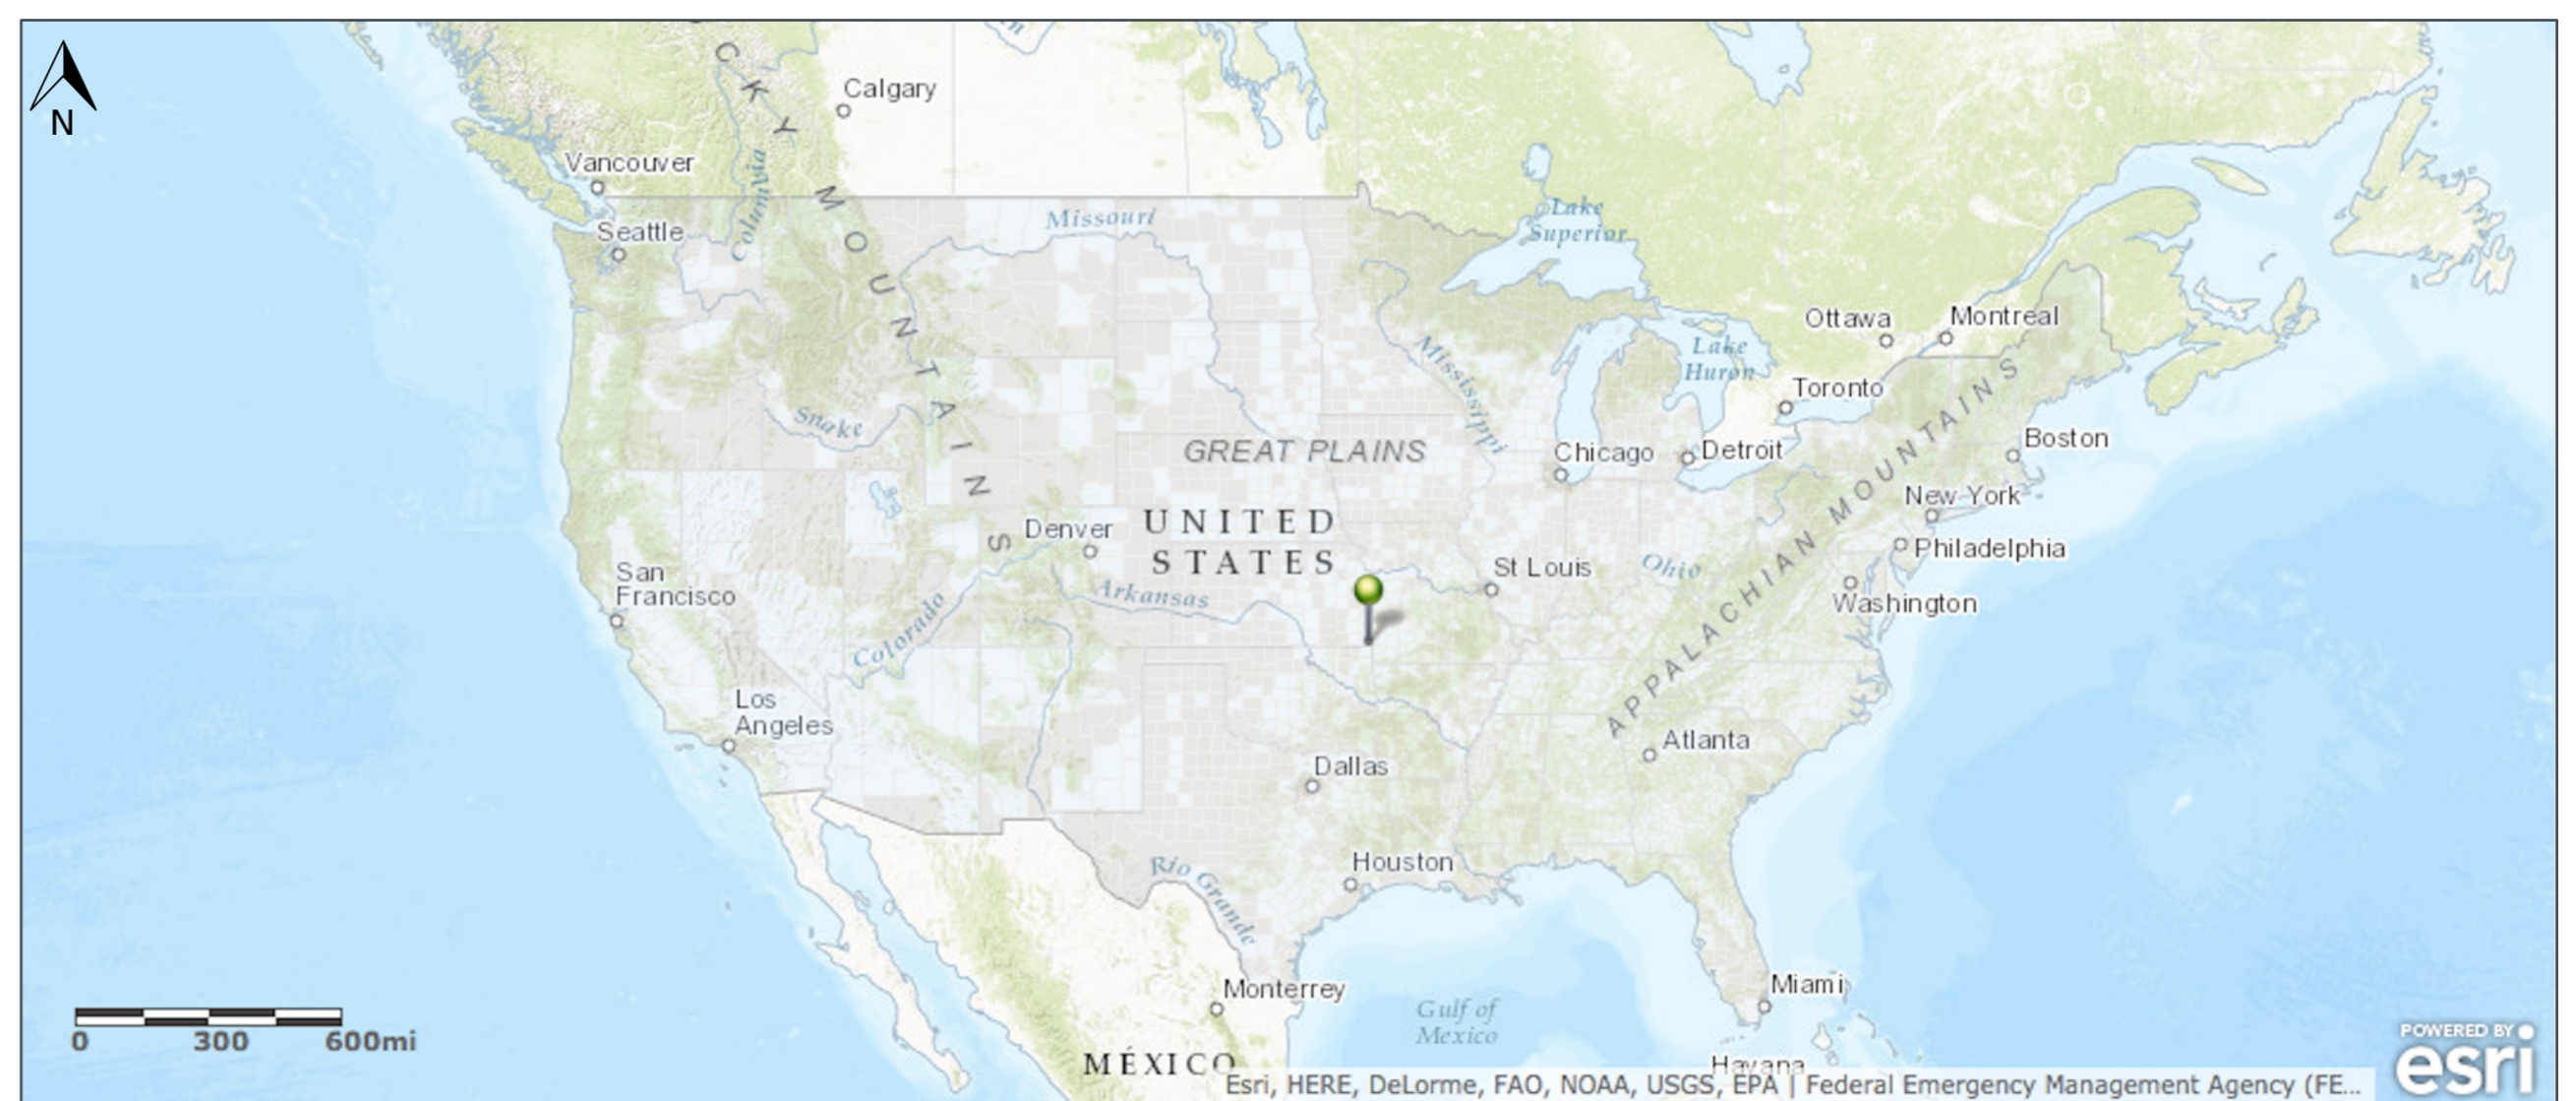 N
Calgary
Vancouver
Columbia
Seattle
C K Y M O U N T A I N S
Missouri
Lake
Superior
Ottawa
Montreal
Lake
Huron
Toronto
Mississippi
Snake
GREAT PLAINS
Chicago
Detroit
Boston
New York
Philadelphia
Washington
APPALACHIAN MOUNTAINS
Denver
UNITED
STATES
St Louis
Ohio
San
Francisco
Colorado
Arkansas
Los
Angeles
Atlanta
Dallas
Houston
Rio Grande
Monterrey
Gulf of
Mexico
Miami
Havana
MÉXICO
0 300 600mi
POWERED BY
esri
Esri, HERE, DeLorme, FAO, NOAA, USGS, EPA | Federal Emergency Management Agency (FE...